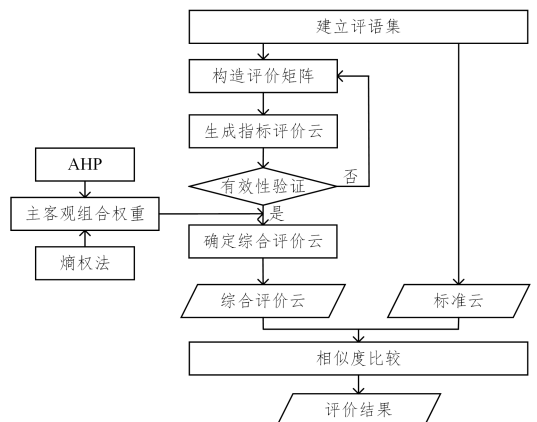 建立评语集
构造评价矩阵
生成指标评价云
AHP
有效性验证
否
主客观组合权重
是
确定综合评价云
熵权法
综合评价云
标准云
相似度比较
评价结果